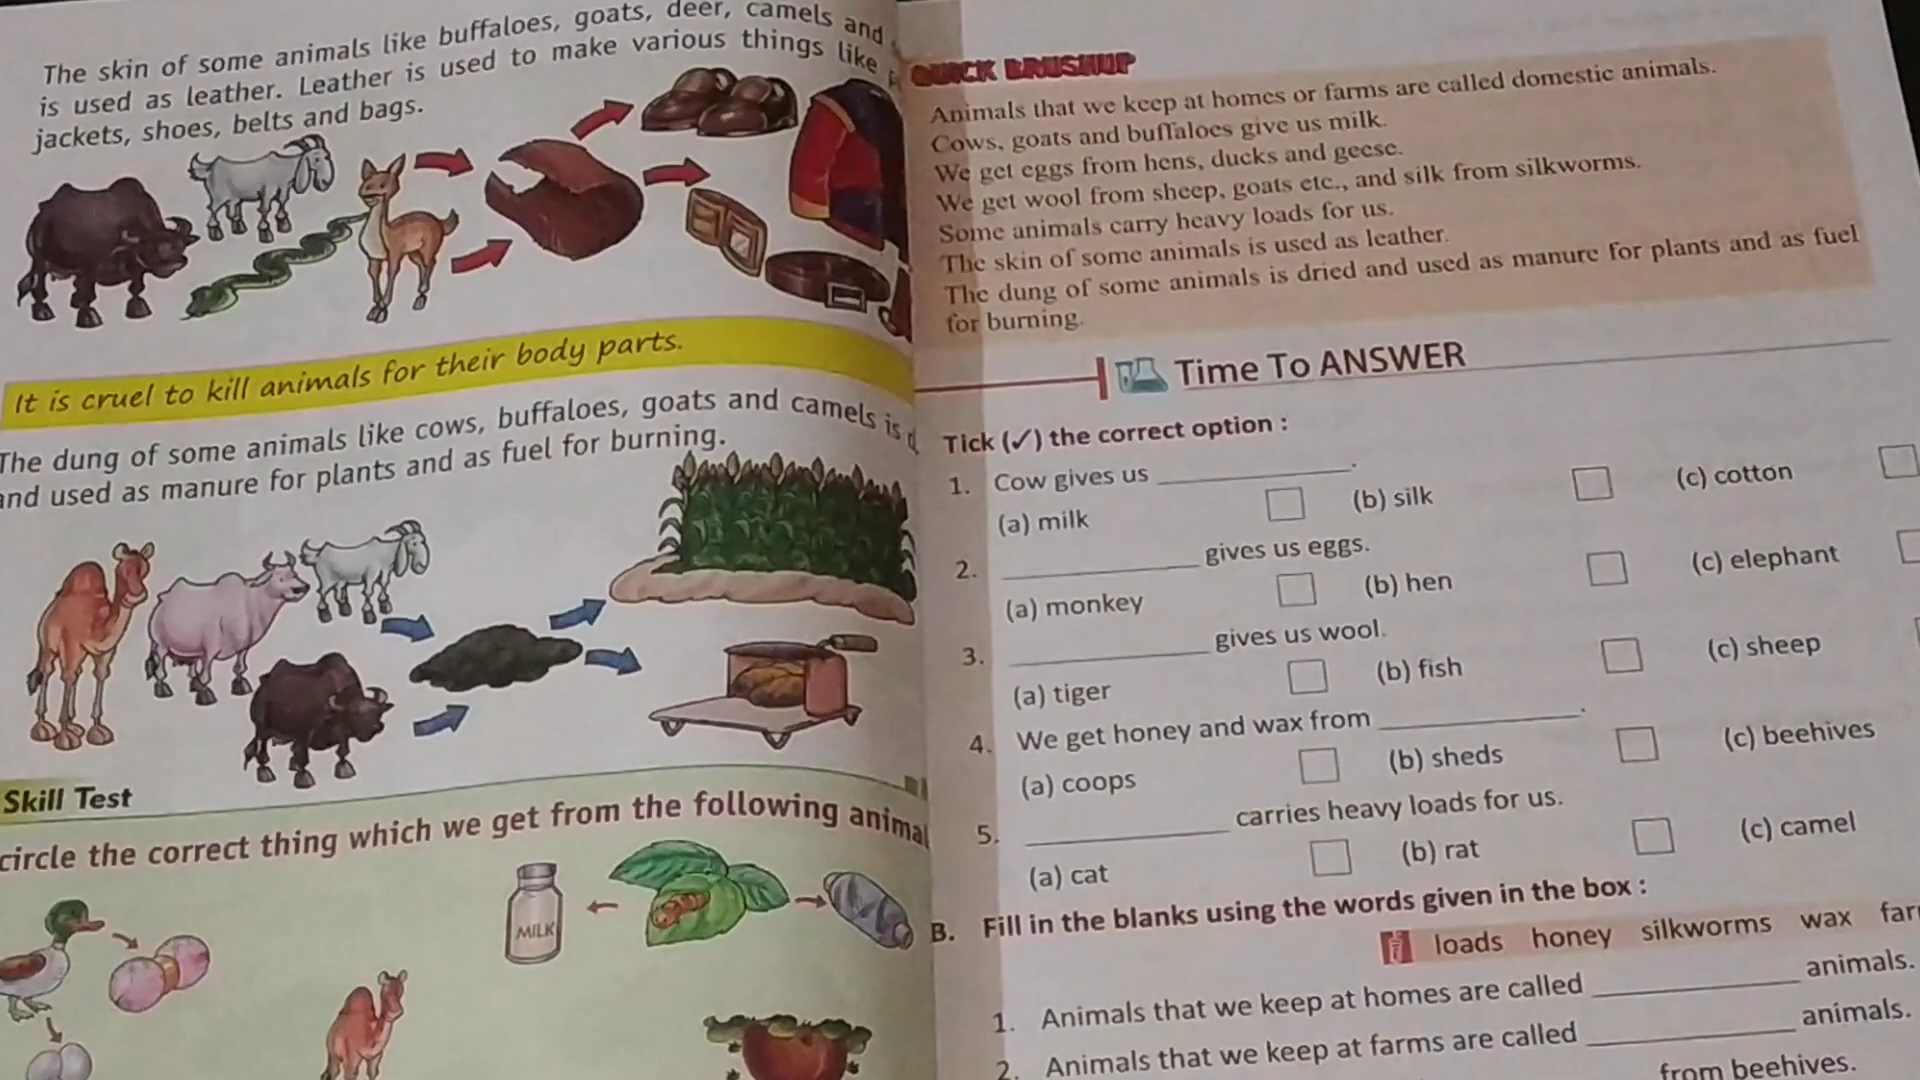 The skin of some animals like buffaloes, goats, deer, camels and
is used as leather. Leather is used to make various things like
jackets, shoes, belts and bags.
It is cruel to kill animals for their body parts.
The dung of some animals like cows, buffaloes, goats and camels is
and used as manure for plants and as fuel for burning.
Skill Test
circle the correct thing which we get from the following
MILK
QUICK BRUSHUP
Animals that we keep at homes or farms are called domestic animals.
Cows, goats and buffaloes give us milk.
We get eggs from hens, ducks and geese.
We get wool from sheep, goats etc., and silk from silkworms.
Some animals carry heavy loads for us.
The skin of some animals is used as leather.
The dung of some animals is dried and used as manure for plants and as fuel
for burning.
Time To ANSWER
Tick (✓) the correct option :
1. Cow gives us ____________.
(a) milk (b) silk (c) cotton
2. ____________ gives us eggs.
(a) monkey (b) hen (c) elephant
3. ____________ gives us wool.
(a) tiger (b) fish (c) sheep
4. We get honey and wax from ____________.
(a) coops (b) sheds (c) beehives
5. ____________ carries heavy loads for us.
(a) cat (b) rat (c) camel
B. Fill in the blanks using the words given in the box :
loads honey silkworms wax
1. Animals that we keep at homes are called ____________ animals.
2. Animals that we keep at farms are called ____________ animals.
from beehives.